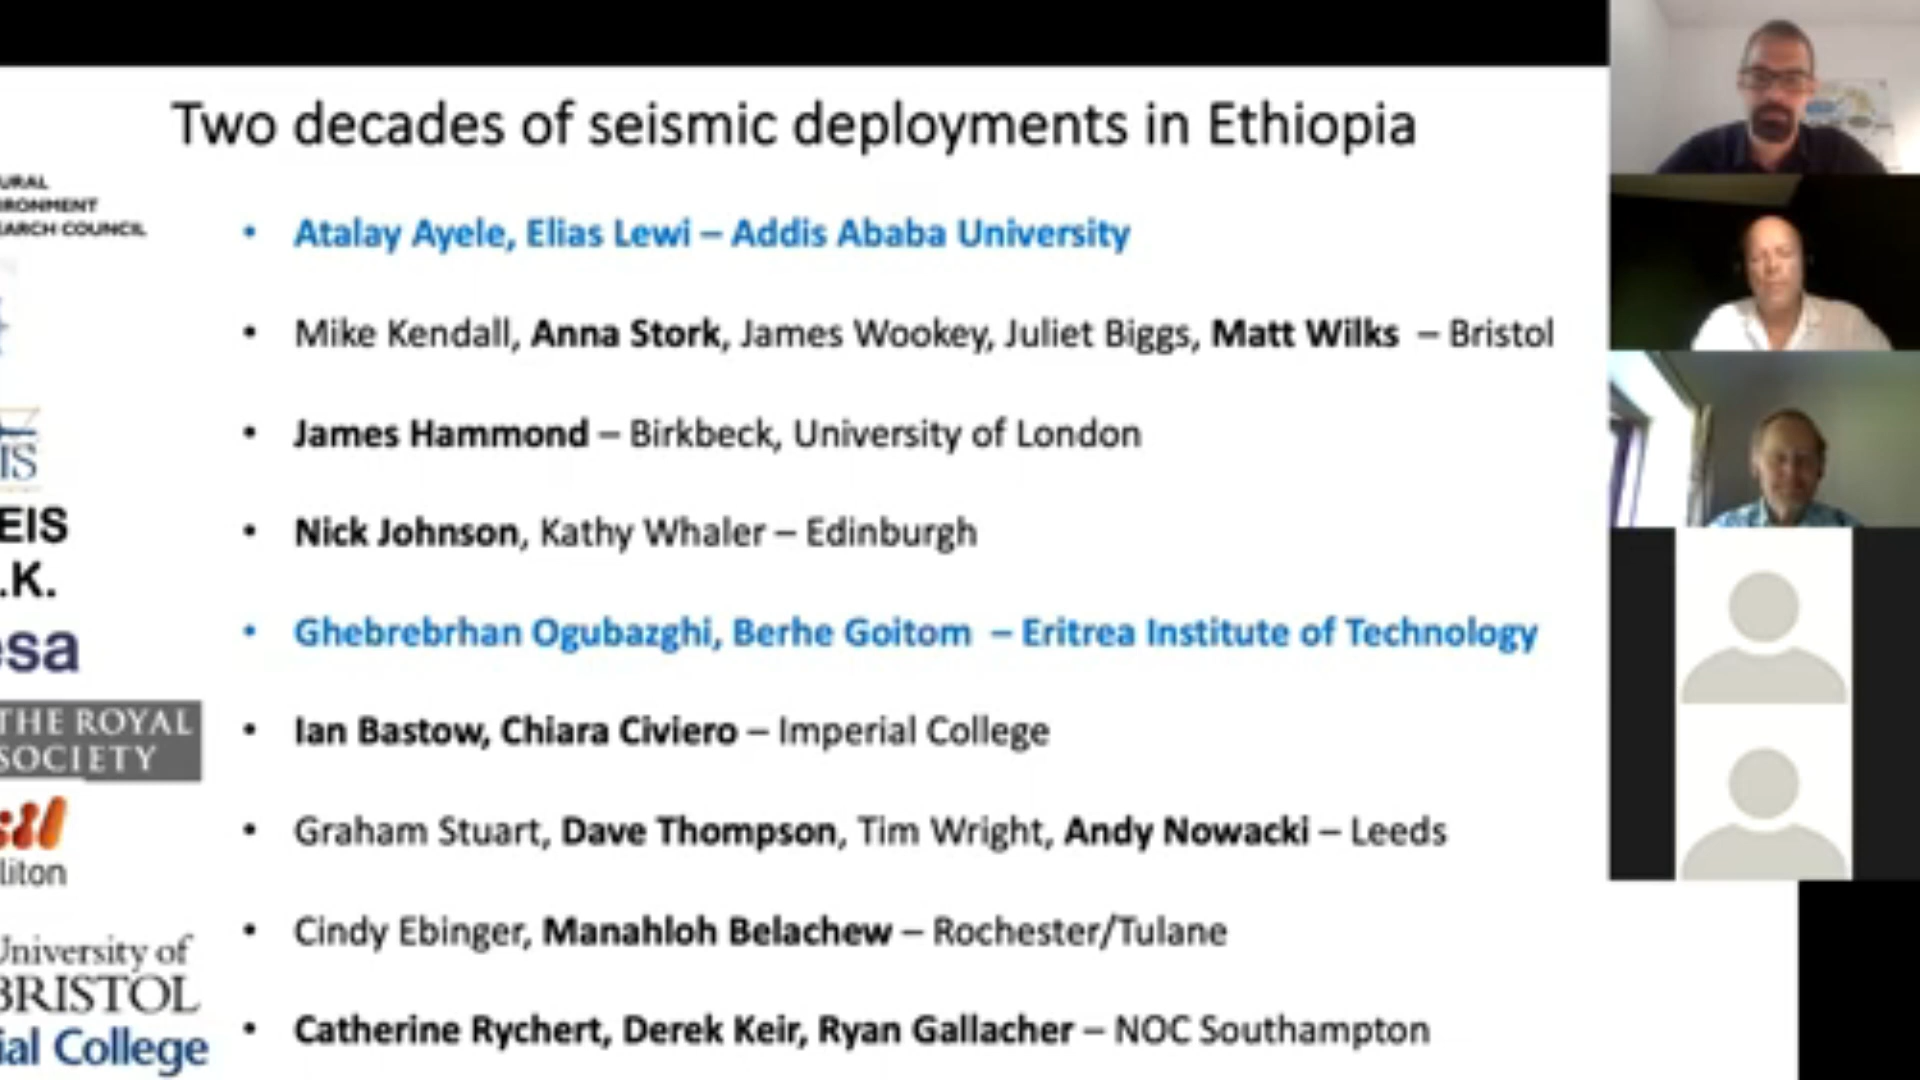 Two decades of seismic deployments in Ethiopia
URAL
IRONMENT
EARCH COUNCIL
• Atalay Ayele, Elias Lewi – Addis Ababa University
• Mike Kendall, Anna Stork, James Wookey, Juliet Biggs, Matt Wilks – Bristol
• James Hammond – Birkbeck, University of London
IS
EIS
• Nick Johnson, Kathy Whaler – Edinburgh
.K.
• Ghebrebrhan Ogubazghi, Berhe Goitom – Eritrea Institute of Technology
esa
THE ROYAL
SOCIETY
• Ian Bastow, Chiara Civiero – Imperial College
• Graham Stuart, Dave Thompson, Tim Wright, Andy Nowacki – Leeds
liton
• Cindy Ebinger, Manahloh Belachew – Rochester/Tulane
University of
BRISTOL
• Catherine Rychert, Derek Keir, Ryan Gallacher – NOC Southampton
ial College